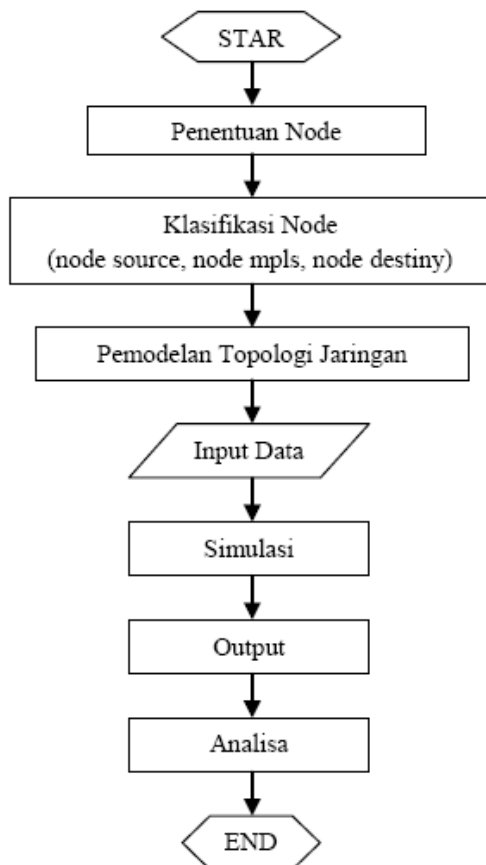 STAR
Penentuan Node
Klasifikasi Node
(node source, node mpls, node destiny)
Pemodelan Topologi Jaringan
Input Data
Simulasi
Output
Analisa
END